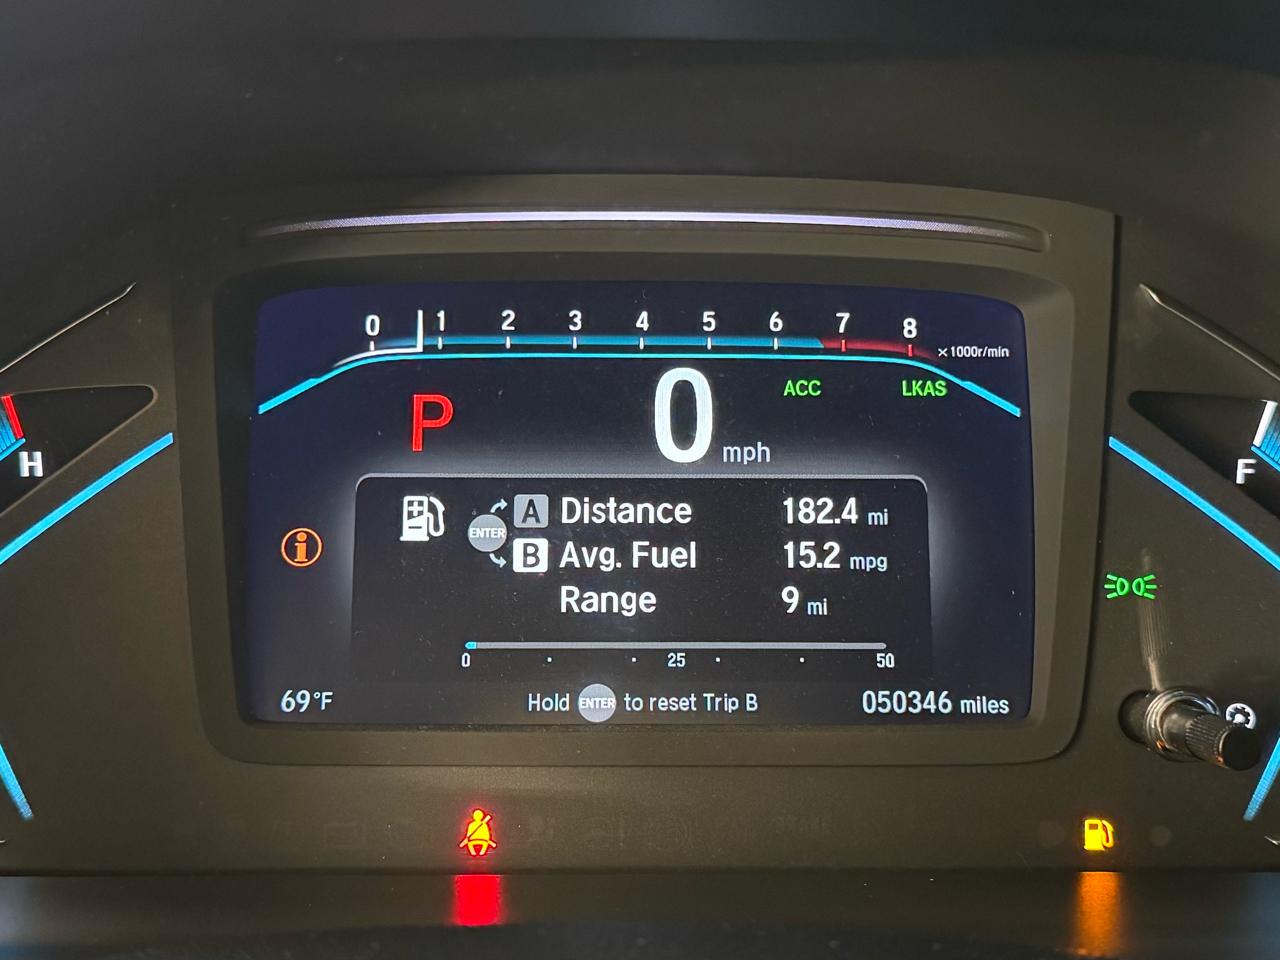 0 1 2 3 4 5 6 7 8
×1000r/min
P 0 mph ACC LKAS
H
F
A Distance 182.4 mi
ENTER
B Avg. Fuel 15.2 mpg
Range 9 mi
0 25 50
69°F Hold ENTER to reset Trip B 050346 miles